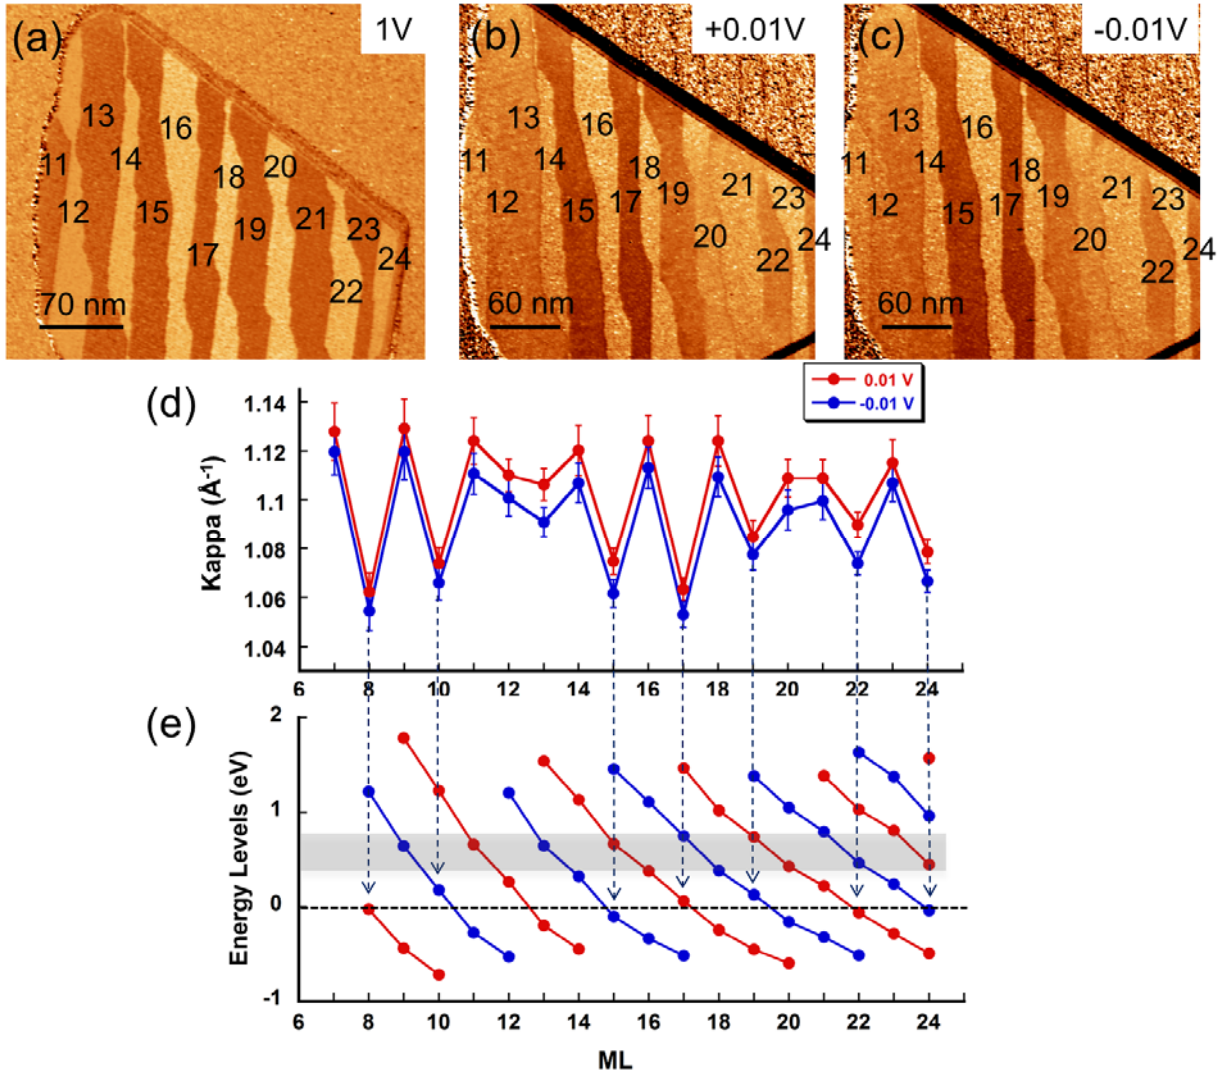 (a)
1V
13
16
11
14
18
20
12
15
19
21
23
17
24
22
70 nm
(b)
+0.01V
13
16
11
14
18
12
15
17
19
21
23
20
24
22
60 nm
(c)
-0.01V
13
16
11
14
18
12
15
17
19
21
23
20
24
22
60 nm
(d)
0.01 V
-0.01 V
Kappa (Å-1)
1.14
1.12
1.1
1.08
1.06
1.04
6 8 10 12 14 16 18 20 22 24
(e)
Energy Levels (eV)
2
1
0
-1
6 8 10 12 14 16 18 20 22 24
ML